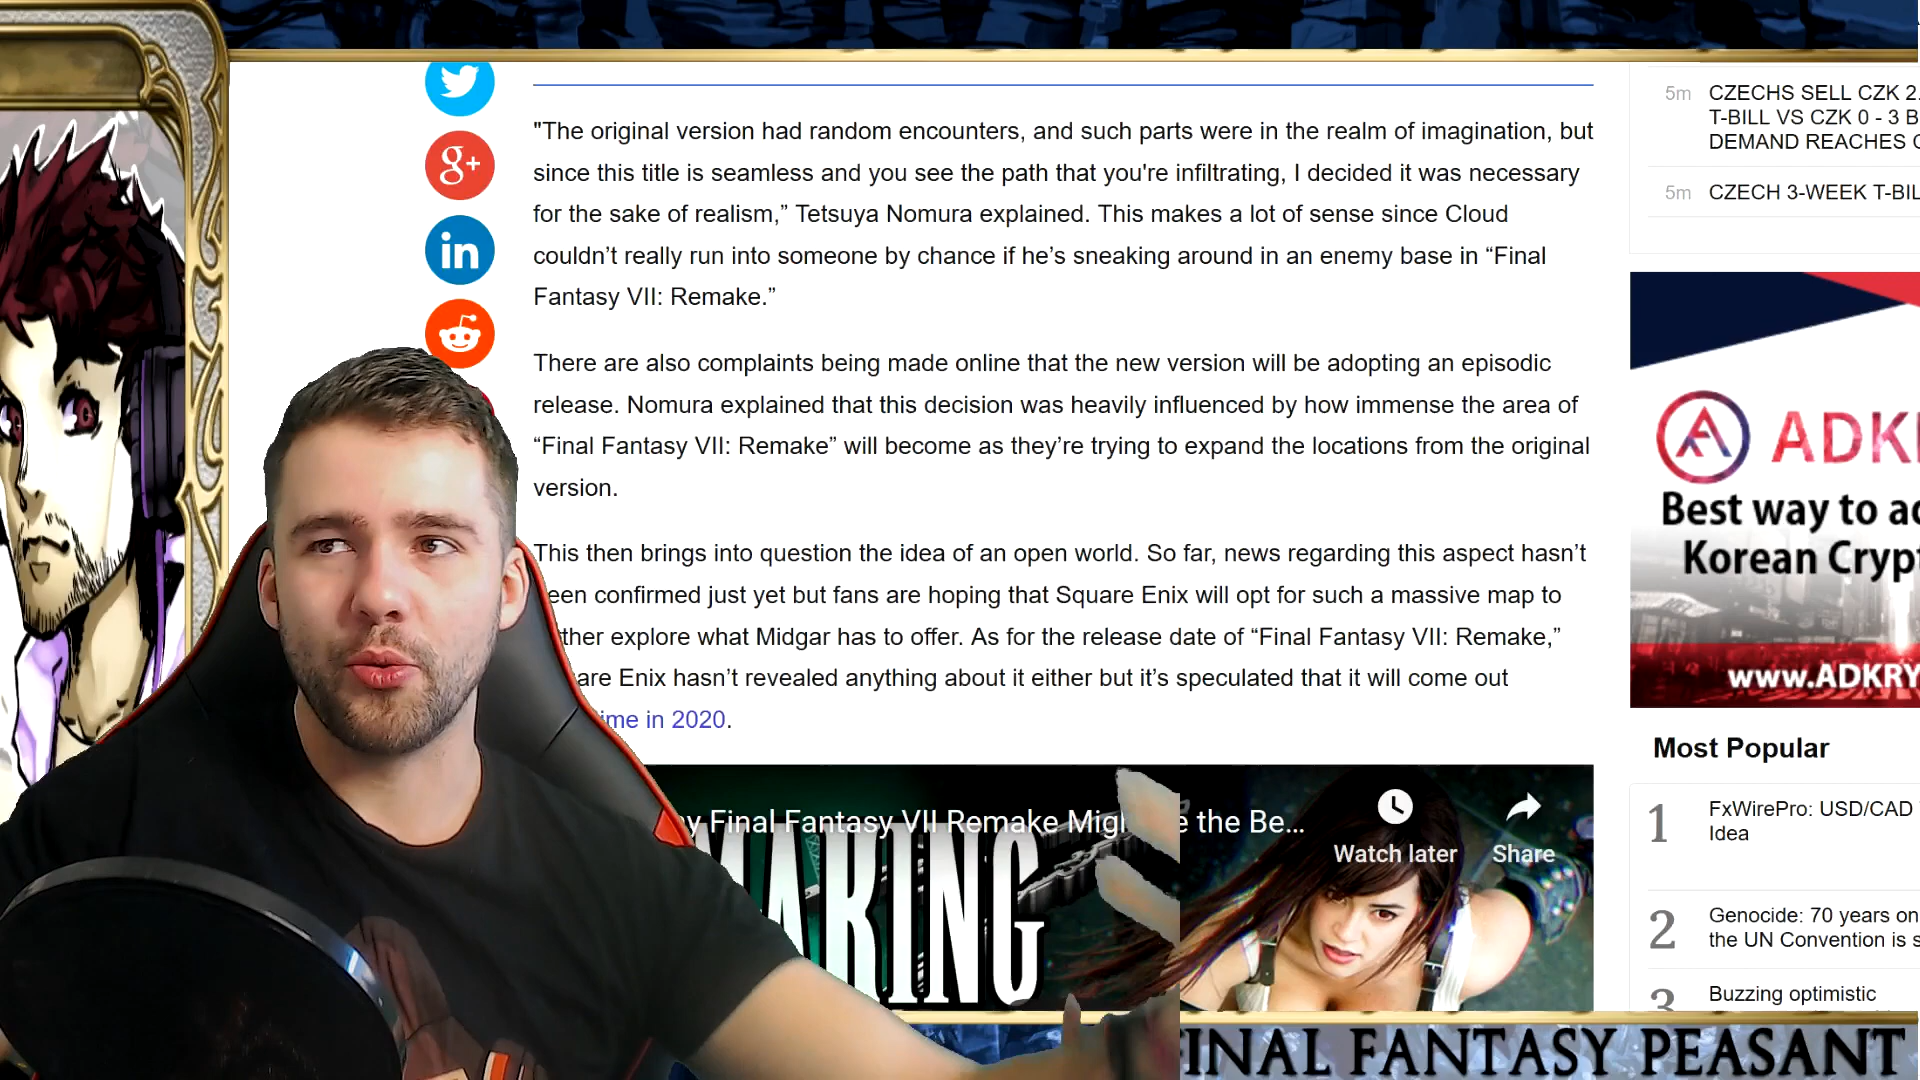 "The original version had random encounters, and such parts were in the realm of imagination, but
since this title is seamless and you see the path that you're infiltrating, I decided it was necessary
for the sake of realism,” Tetsuya Nomura explained. This makes a lot of sense since Cloud
couldn’t really run into someone by chance if he’s sneaking around in an enemy base in “Final
Fantasy VII: Remake.”
There are also complaints being made online that the new version will be adopting an episodic
release. Nomura explained that this decision was heavily influenced by how immense the area of
“Final Fantasy VII: Remake” will become as they’re trying to expand the locations from the original
version.
This then brings into question the idea of an open world. So far, news regarding this aspect hasn’t
een confirmed just yet but fans are hoping that Square Enix will opt for such a massive map to
ther explore what Midgar has to offer. As for the release date of “Final Fantasy VII: Remake,”
are Enix hasn’t revealed anything about it either but it’s speculated that it will come out
ime in 2020.
y Final Fantasy VII Remake Mig e the Be...
Watch later
Share
ARING
g+
in
5m CZECHS SELL CZK 2.
T-BILL VS CZK 0 - 3 B
DEMAND REACHES
5m CZECH 3-WEEK T-BIL
ADK
Best way to
Korean Cryp
www.ADKRY
Most Popular
1 FxWirePro: USD/CAD
Idea
2 Genocide: 70 years on
the UN Convention is s
3 Buzzing optimistic
FINAL FANTASY PEASANT